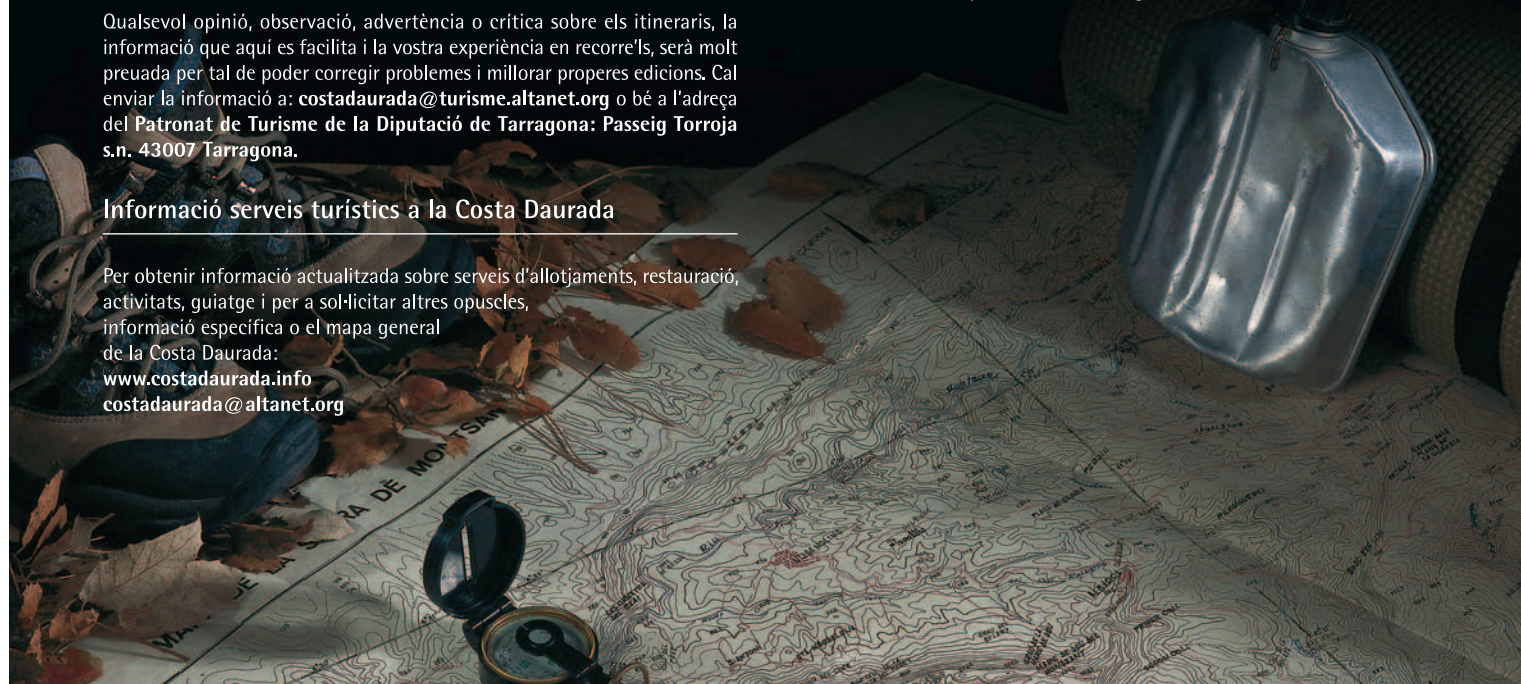 Qualsevol opinió, observació, advertència o crítica sobre els itineraris, la
informació que aquí es facilita i la vostra experiència en recorre'ls, serà molt
preuada per tal de poder corregir problemes i millorar properes edicions. Cal
enviar la informació a: costadaurada@turisme.altanet.org o bé a l'adreça
del Patronat de Turisme de la Diputació de Tarragona: Passeig Torroja
s.n. 43007 Tarragona.
Informació serveis turístics a la Costa Daurada
Per obtenir informació actualitzada sobre serveis d'allotjaments, restauració,
activitats, guiatge i per a sol·licitar altres opuscles,
informació específica o el mapa general
de la Costa Daurada:
www.costadaurada.info
costadaurada@altanet.org
RA DE MONTSAN